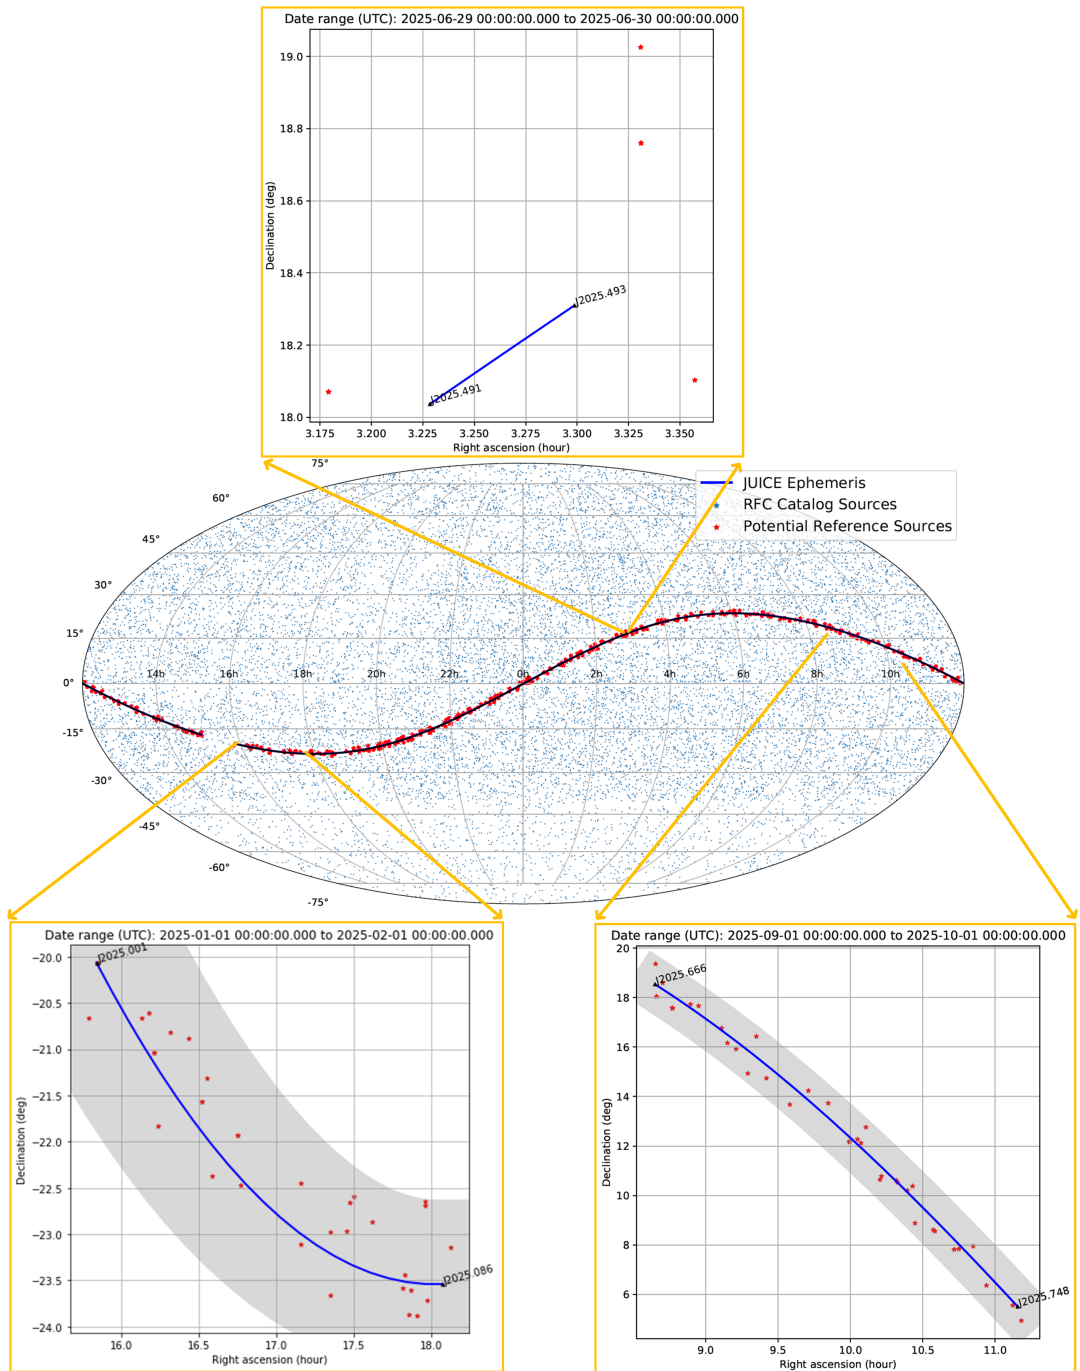 Date range (UTC): 2025-06-29 00:00:00.000 to 2025-06-30 00:00:00.000
19.0
18.8
18.6
18.4
18.2
18.0
Declination (deg)
J2025.493
J2025.491
3.175 3.200 3.225 3.250 3.275 3.300 3.325 3.350
Right ascension (hour)
JUICE Ephemeris
RFC Catalog Sources
Potential Reference Sources
75°
60°
45°
30°
15°
0°
-15°
-30°
-45°
-60°
-75°
14h 16h 18h 20h 22h 0h 2h 4h 6h 8h 10h
Date range (UTC): 2025-01-01 00:00:00.000 to 2025-02-01 00:00:00.000
−20.0
−20.5
−21.0
−21.5
−22.0
−22.5
−23.0
−23.5
−24.0
Declination (deg)
J2025.001
J2025.086
16.0 16.5 17.0 17.5 18.0
Right ascension (hour)
Date range (UTC): 2025-09-01 00:00:00.000 to 2025-10-01 00:00:00.000
20
18
16
14
12
10
8
6
Declination (deg)
J2025.666
J2025.748
9.0 9.5 10.0 10.5 11.0
Right ascension (hour)